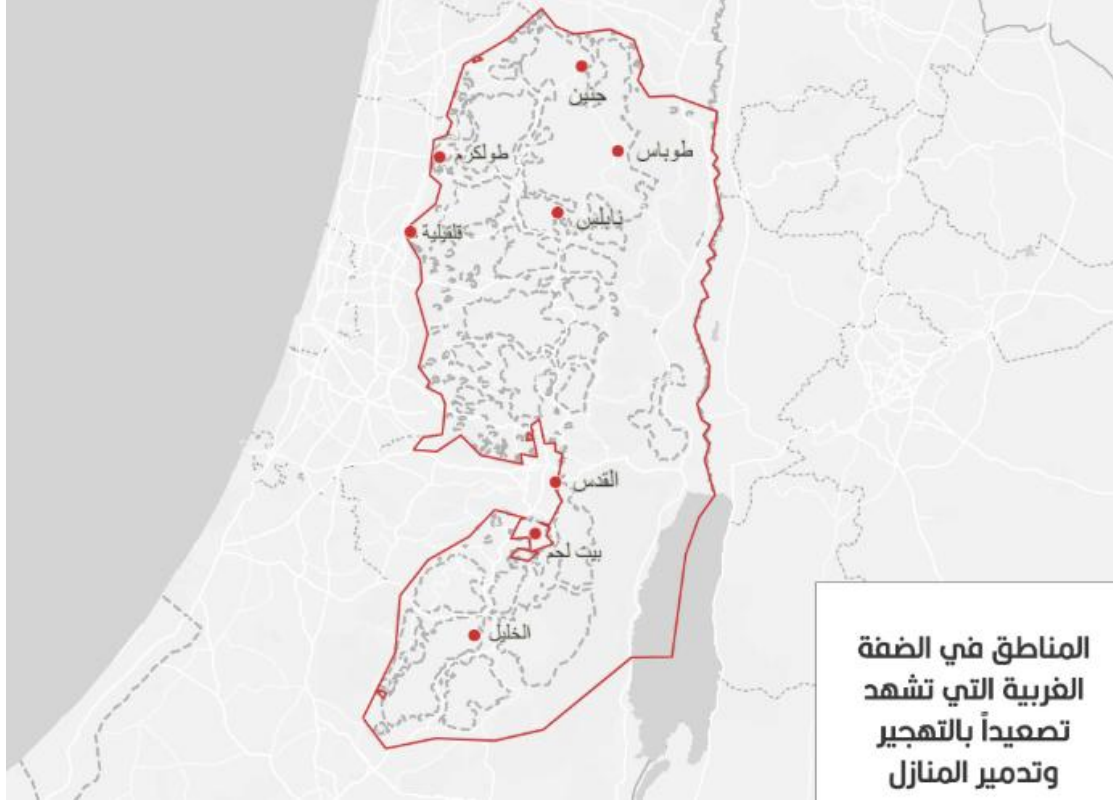 جنين
طوباس
طولكرم
نابلس
قلقيلية
القدس
بيت لحم
الخليل
المناطق في الضفة
الغربية التي تشهد
تصعيداً بالتهجير
وتدمير المنازل